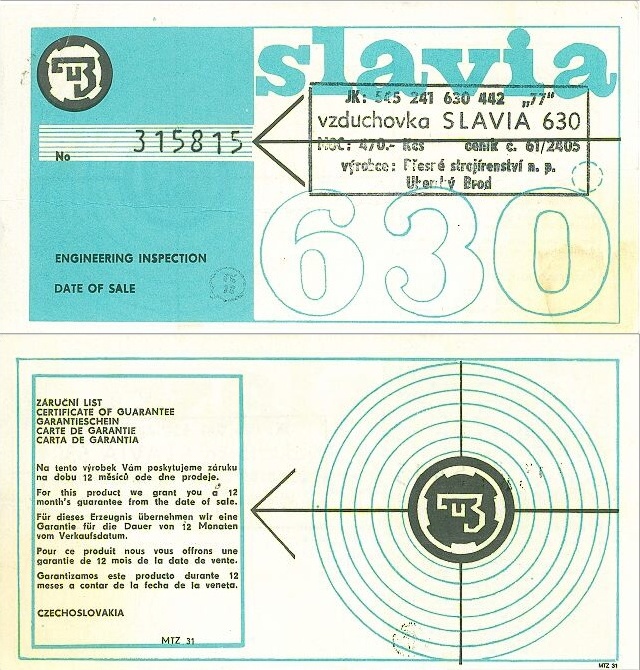 slavia
JK: 545 241 630 442 „77"
vzduchovka SLAVIA 630
MOC: 470.- Kcs ceník č. 61/2405
výrobce: Přesné strojírenství n. p.
Uherský Brod
No 315815
630
ENGINEERING INSPECTION
DATE OF SALE
ZÁRUČNÍ LIST
CERTIFICATE OF GUARANTEE
GARANTIESCHEIN
CARTE DE GARANTIE
CARTA DE GARANTIA
Na tento výrobek Vám poskytujeme záruku
na dobu 12 měsíců ode dne prodeje.
For this product we grant you a 12
month's guarantee from the date of sale.
Für dieses Erzeugnis übernehmen wir eine
Garantie für die Dauer von 12 Monaten
vom Verkaufsdatum.
Pour ce produit nous vous offrons une
garantie de 12 mois de la date de vente.
Garantizamos este producto durante 12
meses a contar de la fecha de la veneta.
CZECHOSLOVAKIA
MTZ 31
MTZ 31